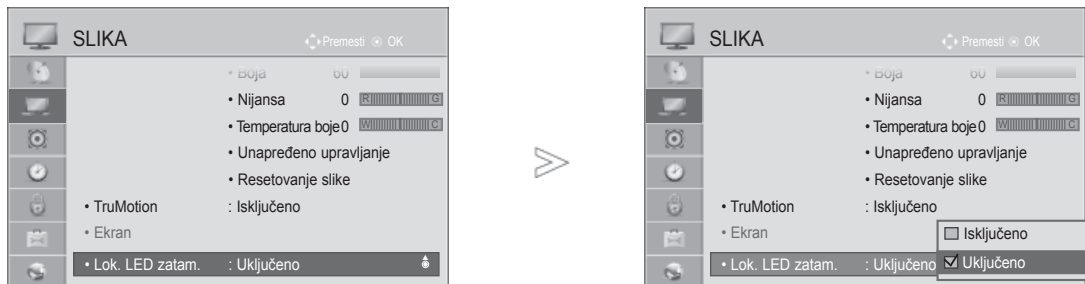 SLIKA Premesti OK
• Boja 60
• Nijansa 0 R G
• Temperatura boje 0 W C
• Unapređeno upravljanje
• Resetovanje slike
• TruMotion : Isključeno
• Ekran
• Lok. LED zatam. : Uključeno
SLIKA Premesti OK
• Boja 60
• Nijansa 0 R G
• Temperatura boje 0 W C
• Unapređeno upravljanje
• Resetovanje slike
• TruMotion : Isključeno
• Ekran
Isključeno
• Lok. LED zatam. : Uključeno
Uključeno